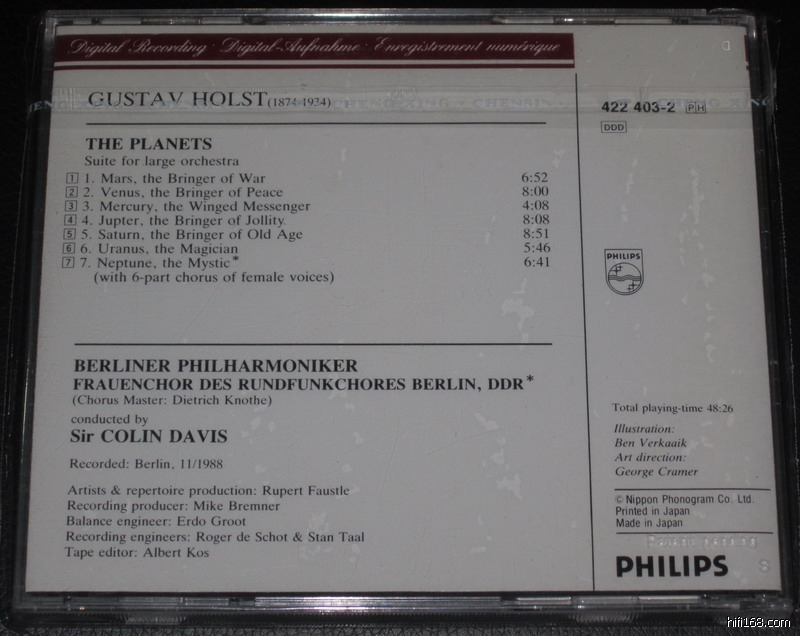 Digital Recording · Digital-Aufnahme · Enregistrement numérique
GUSTAV HOLST (1874-1934)
THE PLANETS
Suite for large orchestra
1 1. Mars, the Bringer of War 6:52
2 2. Venus, the Bringer of Peace 8:00
3 3. Mercury, the Winged Messenger 4:08
4 4. Jupter, the Bringer of Jollity. 8:08
5 5. Saturn, the Bringer of Old Age 8:51
6 6. Uranus, the Magician 5:46
7 7. Neptune, the Mystic* 6:41
(with 6-part chorus of female voices)
BERLINER PHILHARMONIKER
FRAUENCHOR DES RUNDFUNKCHORES BERLIN, DDR*
(Chorus Master: Dietrich Knothe)
conducted by
Sir COLIN DAVIS
Recorded: Berlin, 11/1988
Artists & repertoire production: Rupert Faustle
Recording producer: Mike Bremner
Balance engineer: Erdo Groot
Recording engineers: Roger de Schot & Stan Taal
Tape editor: Albert Kos
422 403-2 PH
DDD
PHILIPS
Total playing-time 48:26
Illustration:
Ben Verkaaik
Art direction:
George Cramer
© Nippon Phonogram Co. Ltd.
Printed in Japan
Made in Japan
PHILIPS
hifi168.com